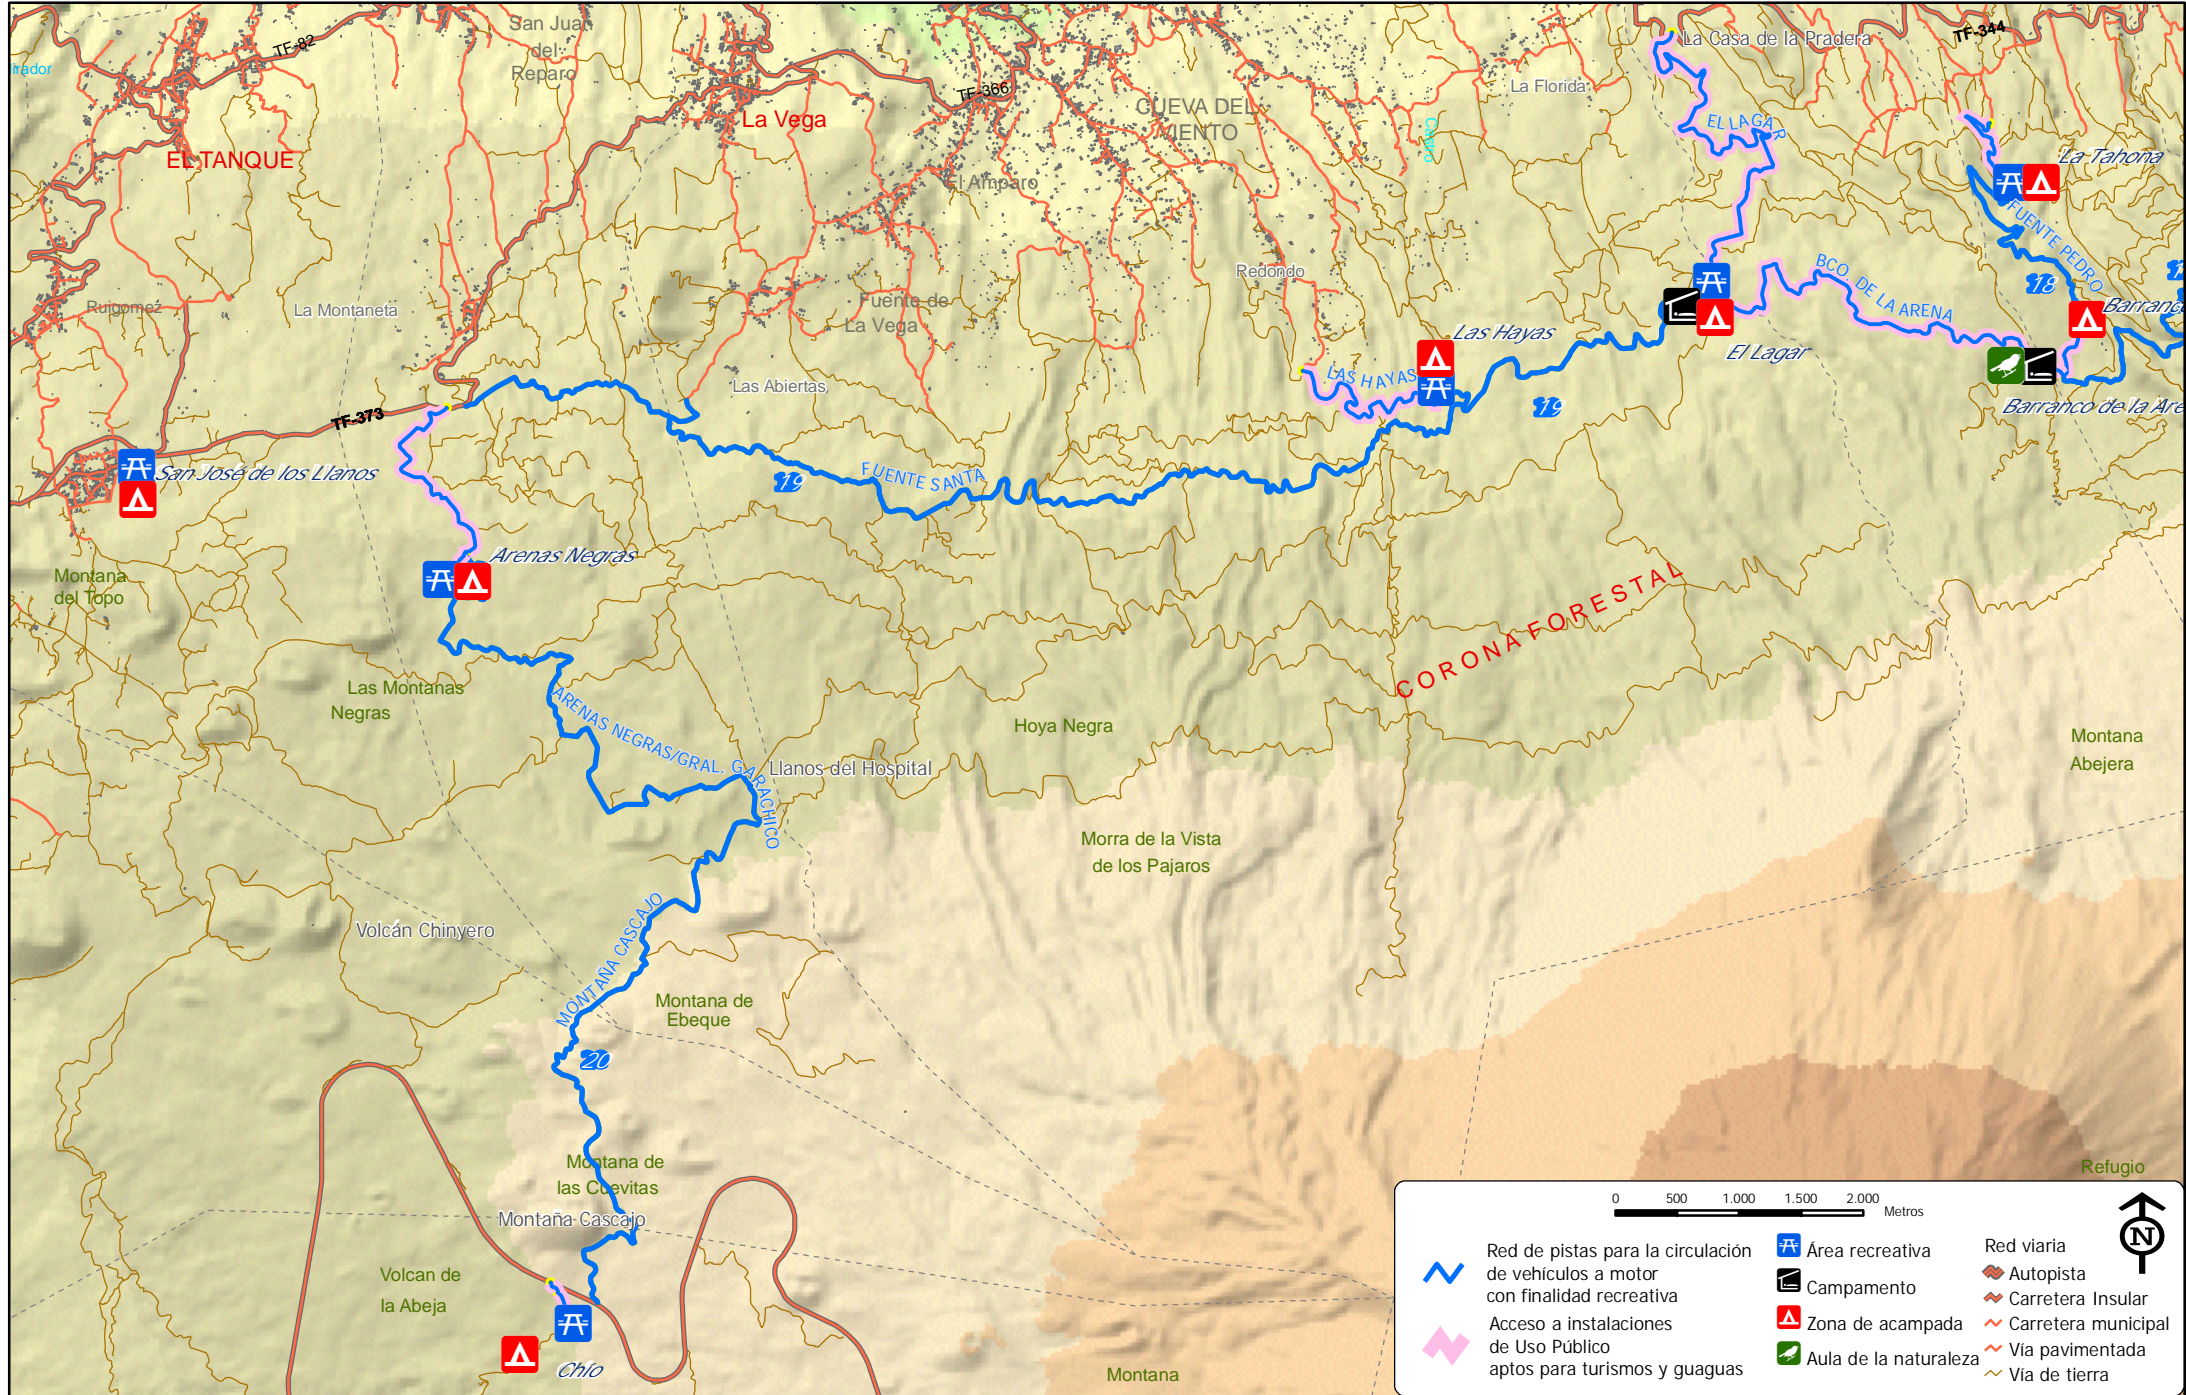 San Juan
del
Reparo
TF-82
irador
La Casa de la Pradera
TF-344
TF-366
La Florida
CUEVA DEL
VIENTO
La Vega
EL TANQUE
Castro
EL LAGAR
La Tahona
El Amparo
FUENTE PEDRO
Redondo
BCO. DE LA ARENA
18
Ruigomez
La Montaneta
Fuente de
La Vega
Barranco
Las Hayas
El Lagar
LAS HAYAS
Las Abiertas
19
Barranco de la Are
TF-373
San José de los Llanos
FUENTE SANTA
19
Arenas Negras
Montana
del Topo
CORONA FORESTAL
Las Montanas
Negras
ARENAS NEGRAS/GRAL. GARACHICO
Hoya Negra
Montana
Abejera
Llanos del Hospital
Morra de la Vista
de los Pajaros
Volcán Chinyero
MONTAÑA CASCAJO
Montana de
Ebeque
20
Montana de
las Cuevitas
Refugio
Montaña Cascajo
Volcan de
la Abeja
Chío
Montana
0 500 1.000 1.500 2.000
Metros
N
Red de pistas para la circulación
de vehículos a motor
con finalidad recreativa
Acceso a instalaciones
de Uso Público
aptos para turismos y guaguas
Área recreativa
Campamento
Zona de acampada
Aula de la naturaleza
Red viaria
Autopista
Carretera Insular
Carretera municipal
Vía pavimentada
Vía de tierra